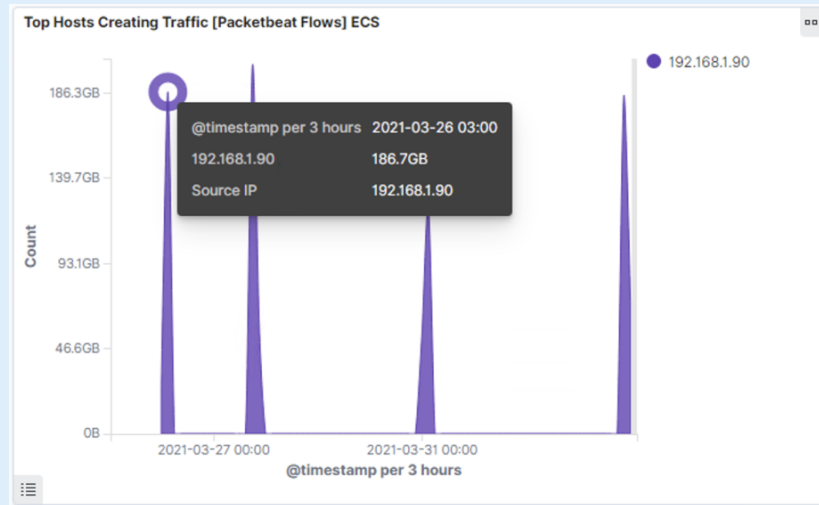 Top Hosts Creating Traffic [Packetbeat Flows] ECS
192.168.1.90
186.3GB
139.7GB
93.1GB
46.6GB
0B
Count
@timestamp per 3 hours 2021-03-26 03:00
192.168.1.90 186.7GB
Source IP 192.168.1.90
2021-03-27 00:00 2021-03-31 00:00
@timestamp per 3 hours